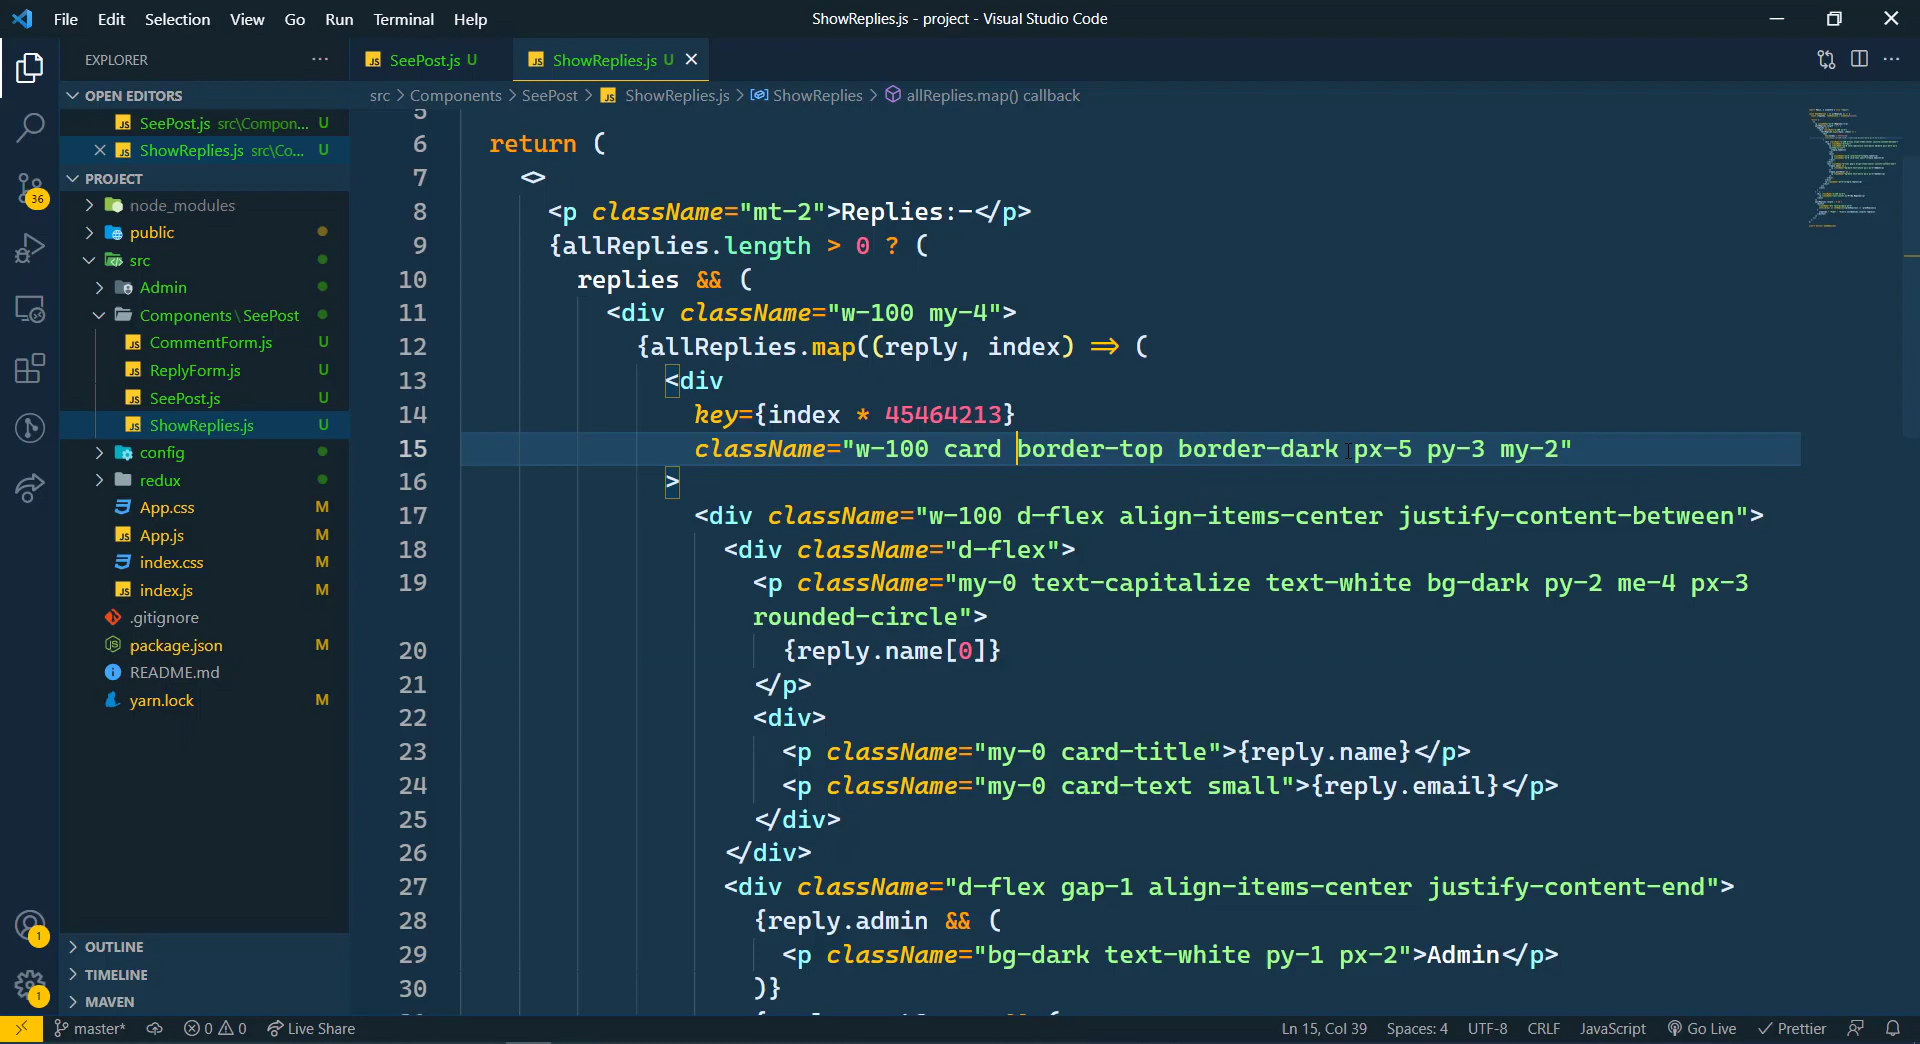 File Edit Selection View Go Run Terminal Help
ShowReplies.js - project - Visual Studio Code
EXPLORER
OPEN EDITORS
SeePost.js src\Compon... U
ShowReplies.js src\Co... U
PROJECT
node_modules
public
src
Admin
Components\SeePost
CommentForm.js U
ReplyForm.js U
SeePost.js U
ShowReplies.js U
config
redux
App.css M
App.js M
index.css M
index.js M
.gitignore
package.json M
README.md
yarn.lock M
OUTLINE
TIMELINE
MAVEN
36
1
1
SeePost.js U
ShowReplies.js U
src > Components > SeePost > ShowReplies.js > ShowReplies > allReplies.map() callback
5
6 return (
7 <>
8 <p className="mt-2">Replies:-</p>
9 {allReplies.length > 0 ? (
10 replies && (
11 <div className="w-100 my-4">
12 {allReplies.map((reply, index) => (
13 <div
14 key={index * 45464213}
15 className="w-100 card border-top border-dark px-5 py-3 my-2"
16 >
17 <div className="w-100 d-flex align-items-center justify-content-between">
18 <div className="d-flex">
19 <p className="my-0 text-capitalize text-white bg-dark py-2 me-4 px-3
rounded-circle">
20 {reply.name[0]}
21 </p>
22 <div>
23 <p className="my-0 card-title">{reply.name}</p>
24 <p className="my-0 card-text small">{reply.email}</p>
25 </div>
26 </div>
27 <div className="d-flex gap-1 align-items-center justify-content-end">
28 {reply.admin && (
29 <p className="bg-dark text-white py-1 px-2">Admin</p>
30 )}
master* 0 0 Live Share
Ln 15, Col 39 Spaces: 4 UTF-8 CRLF JavaScript Go Live Prettier